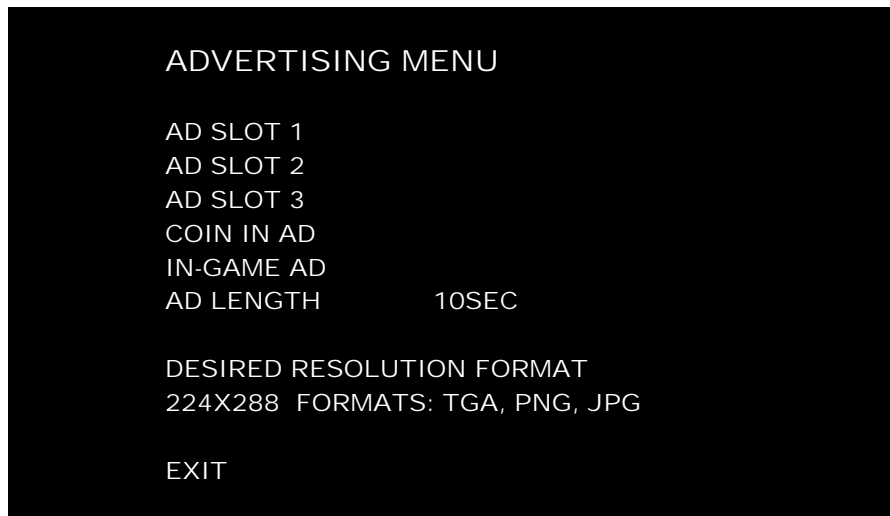 ADVERTISING MENU
AD SLOT 1
AD SLOT 2
AD SLOT 3
COIN IN AD
IN-GAME AD
AD LENGTH 10SEC
DESIRED RESOLUTION FORMAT
224X288 FORMATS: TGA, PNG, JPG
EXIT